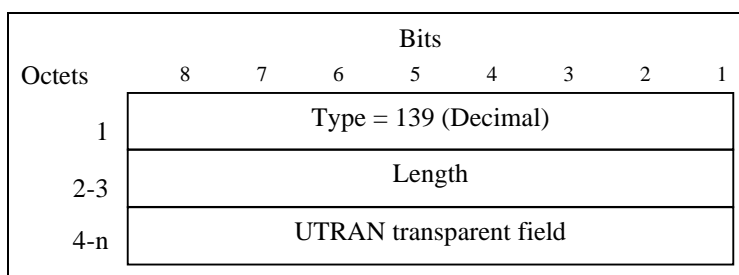 Bits
Octets 8 7 6 5 4 3 2 1
1 Type = 139 (Decimal)
2-3 Length
4-n UTRAN transparent field